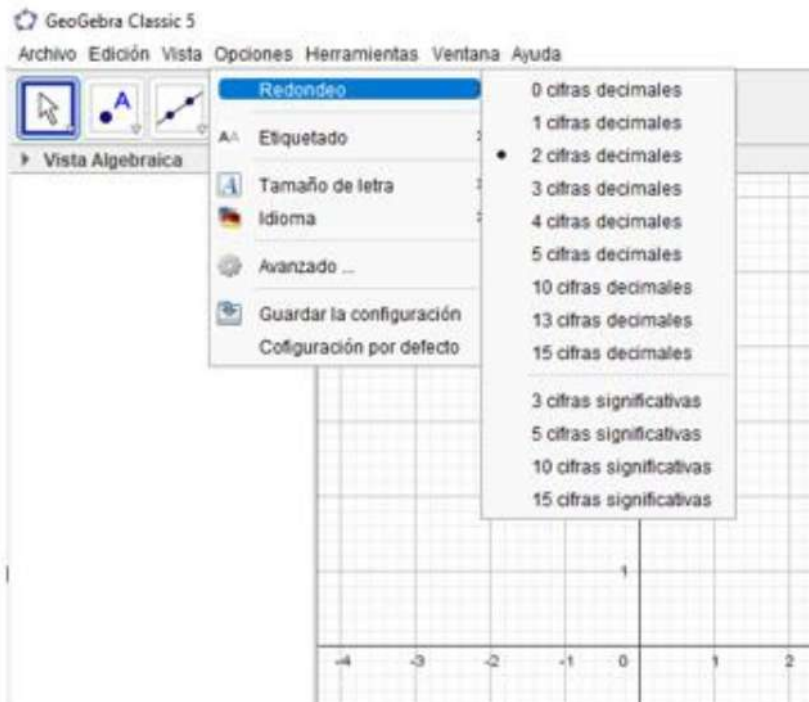 GeoGebra Classic 5
Archivo Edición Vista Opciones Herramientas Ventana Ayuda
A
Vista Algebraica
Redondeo
AA Etiquetado
A Tamaño de letra
Idioma
Avanzado ...
Guardar la configuración
Cofiguración por defecto
0 cifras decimales
1 cifras decimales
2 cifras decimales
3 cifras decimales
4 cifras decimales
5 cifras decimales
10 cifras decimales
13 cifras decimales
15 cifras decimales
3 cifras significativas
5 cifras significativas
10 cifras significativas
15 cifras significativas
1
-4 -3 -2 -1 0 1 2